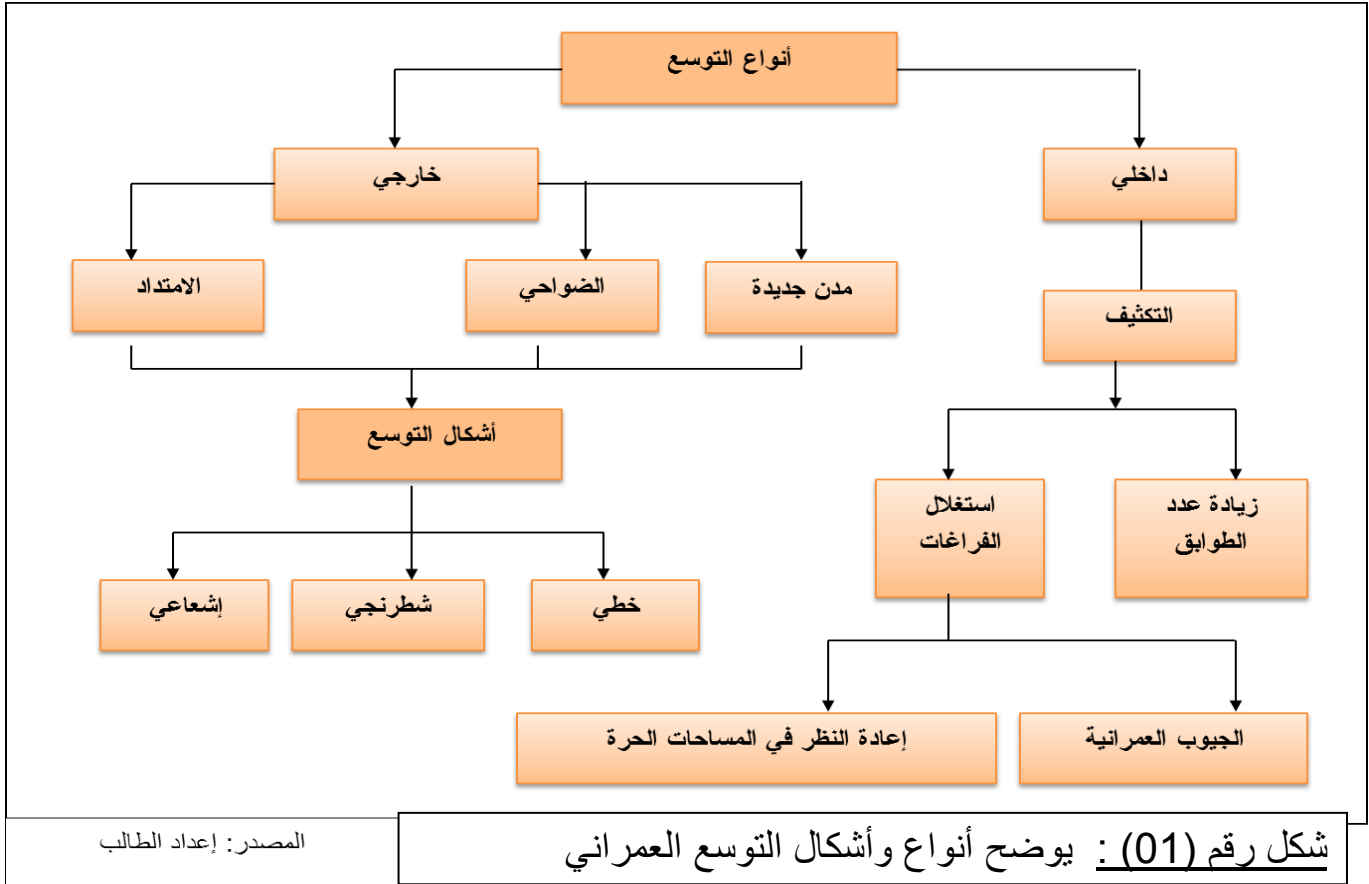 أنواع التوسع
داخلي
خارجي
مدن جديدة
الضواحي
الامتداد
التكثيف
أشكال التوسع
زيادة عدد
الطوابق
استغلال
الفراغات
خطي
شطرنجي
إشعاعي
الجيوب العمرانية
إعادة النظر في المساحات الحرة
شكل رقم (01) : يوضح أنواع وأشكال التوسع العمراني
المصدر: إعداد الطالب